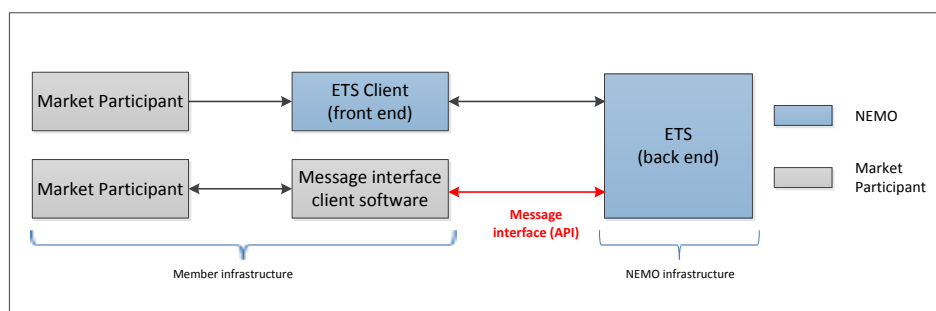 Market Participant
ETS Client
(front end)
ETS
(back end)
NEMO
Market Participant
Message interface
client software
Market
Participant
Message
interface (API)
Member infrastructure
NEMO infrastructure